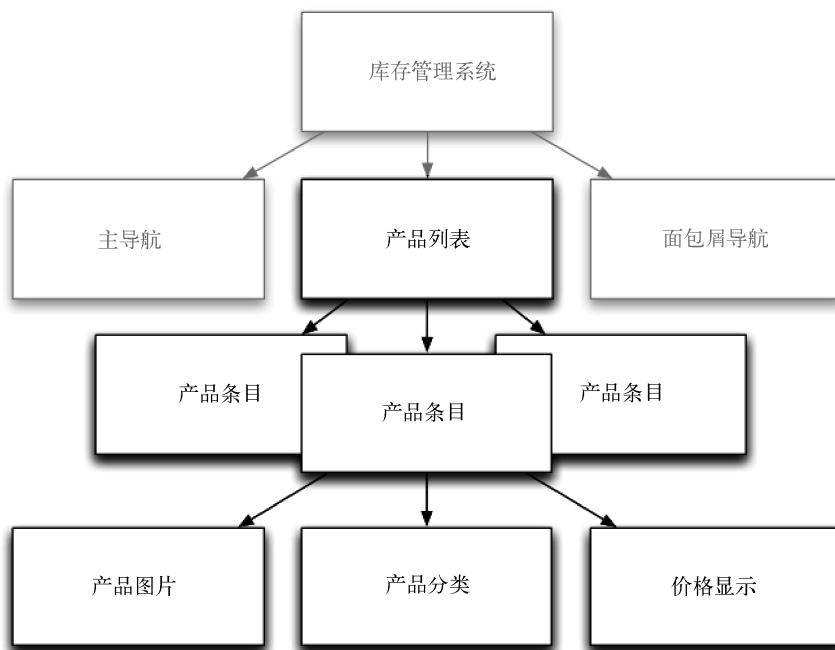 库存管理系统
主导航
产品列表
面包屑导航
产品条目
产品条目
产品条目
产品图片
产品分类
价格显示